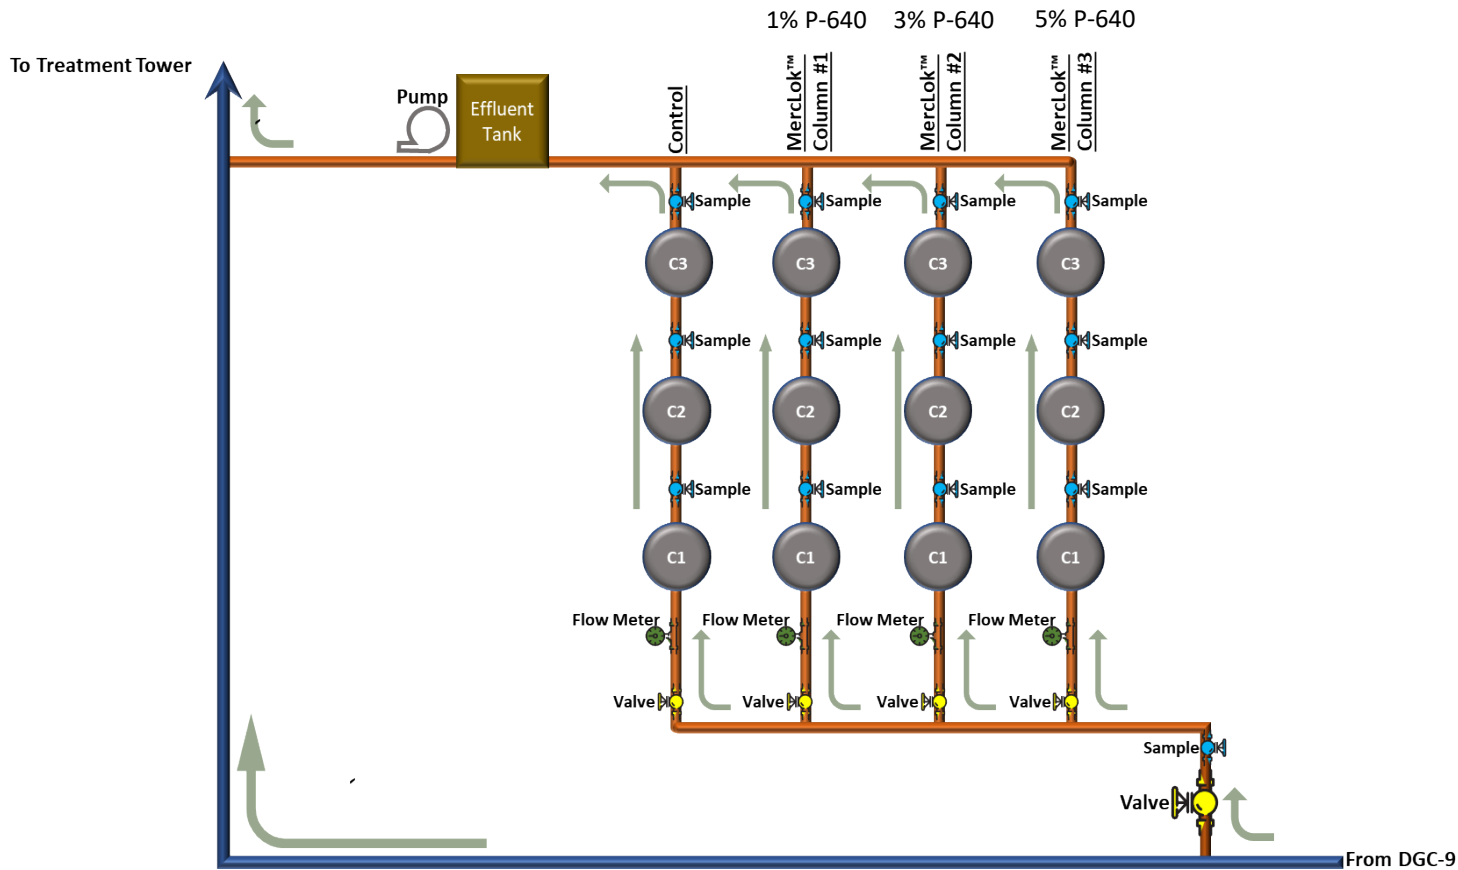 1% P-640
3% P-640
5% P-640
To Treatment Tower
Pump
Effluent
Tank
Control
MercLok™
Column #1
MercLok™
Column #2
MercLok™
Column #3
Sample
Sample
Sample
Sample
C3
C3
C3
C3
Sample
Sample
Sample
Sample
C2
C2
C2
C2
Sample
Sample
Sample
Sample
C1
C1
C1
C1
Flow Meter
Flow Meter
Flow Meter
Flow Meter
Valve
Valve
Valve
Valve
Sample
Valve
From DGC-9